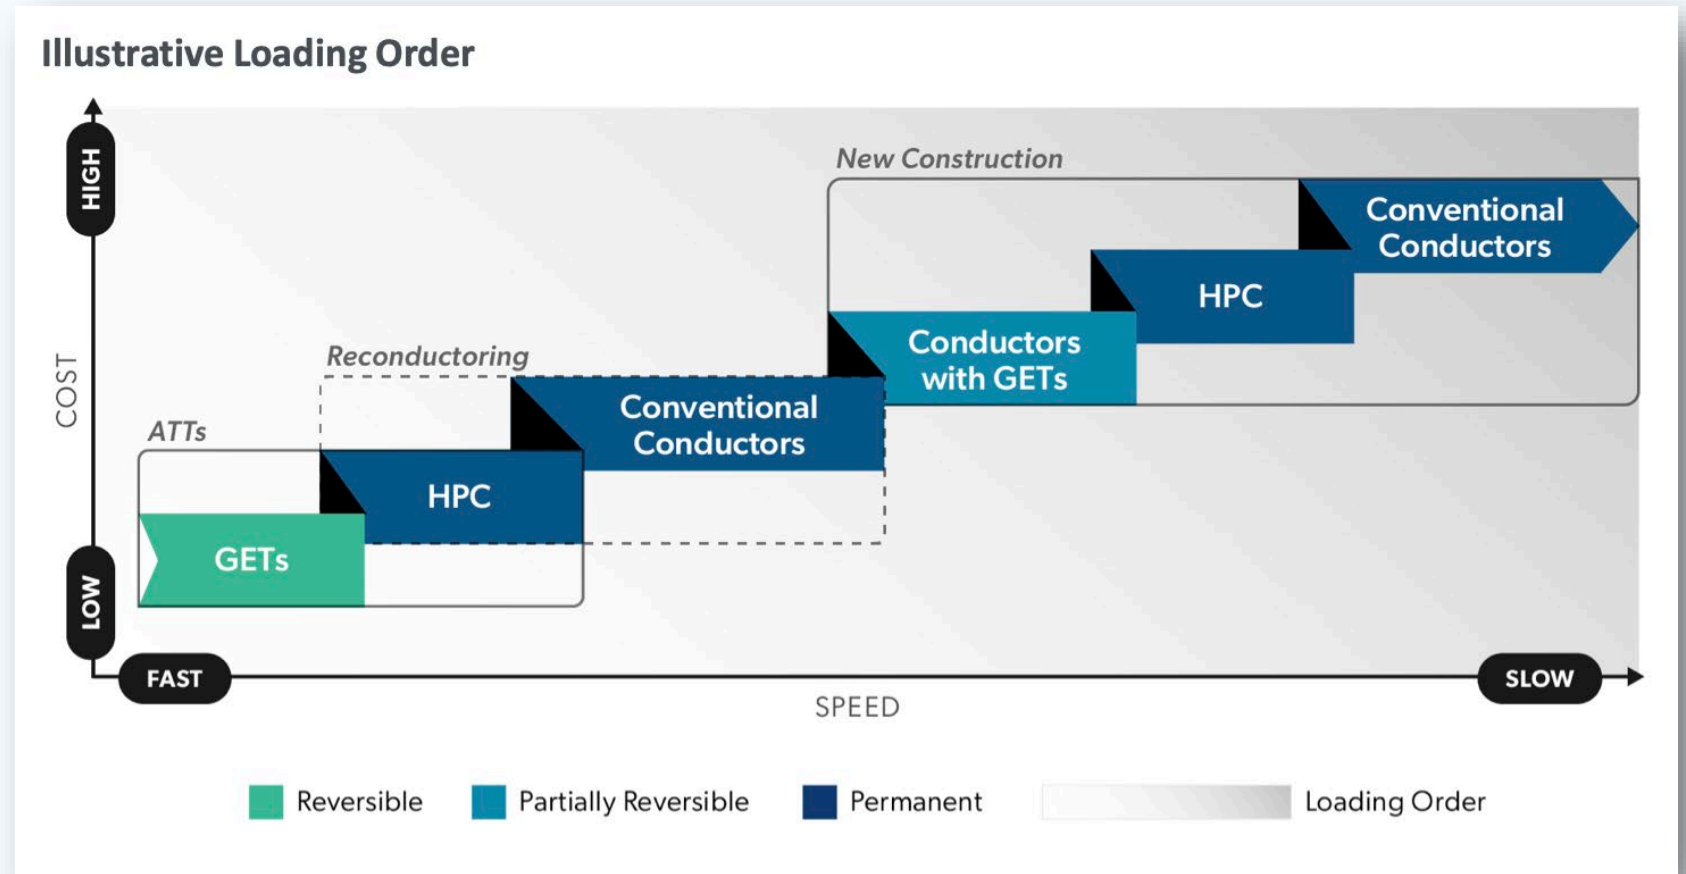 Illustrative Loading Order
HIGH
COST
LOW
New Construction
Conventional
Conductors
HPC
Conductors
with GETs
Reconductoring
Conventional
Conductors
ATTs
HPC
GETs
FAST
SPEED
SLOW
Reversible
Partially Reversible
Permanent
Loading Order